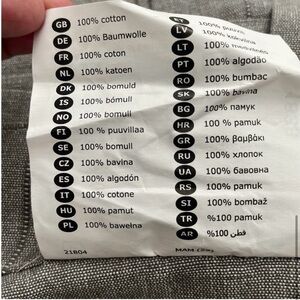 GB 100% cotton
DE 100% Baumwolle
FR 100% coton
NL 100% katoen
DK 100% bomuld
IS 100% bómull
NO 100% bomull
FI 100 % puuvillaa
SE 100% bomull
CZ 100% bavlna
ES 100% algodón
IT 100% cotone
HU 100% pamut
PL 100% bawełna
21804
100%
LV 100% kokvilna
LT 100%
PT 100% algodão
RO 100% bumbac
SK 100% bavlna
BG 100% памук
HR 100 % pamuk
GR 100% βαμβάκι
RU 100% хлопок
UA 100% бавовна
RS 100% pamuk
SI 100% bombaž
TR %100 pamuk
AR قطن 100%